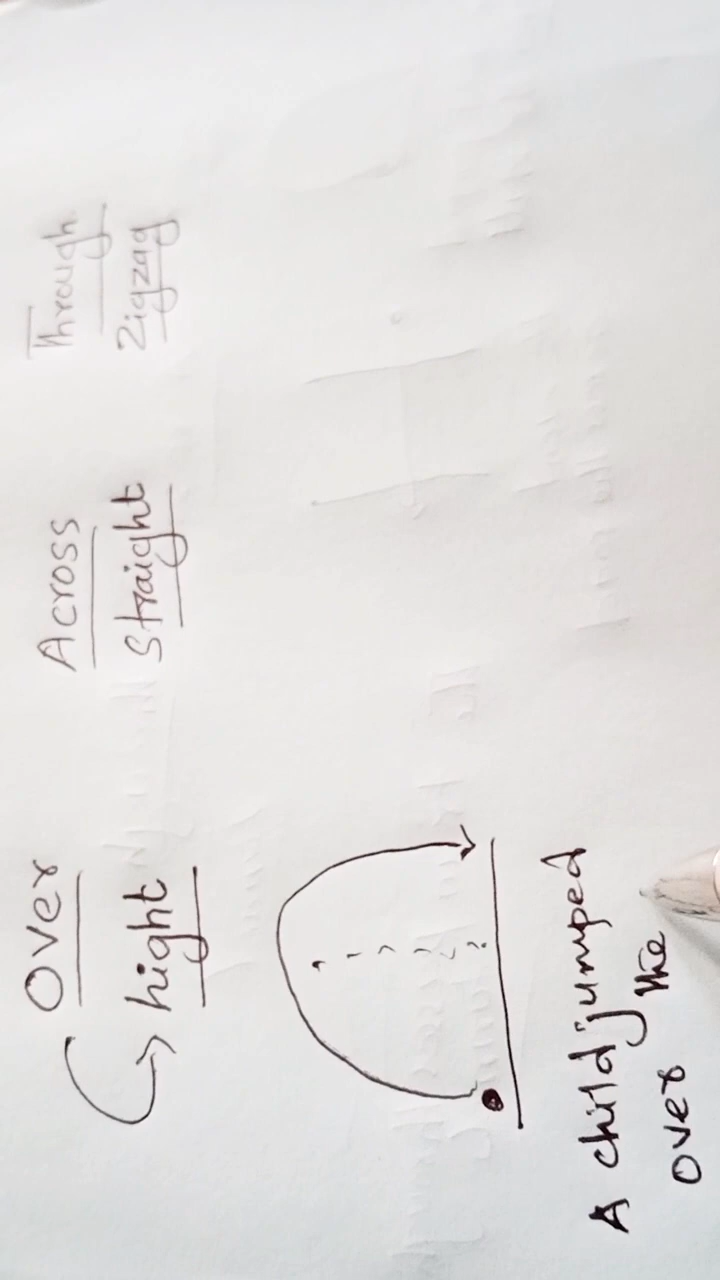 Over Across Through
hight Straight Zigzag
A child jumped
over the